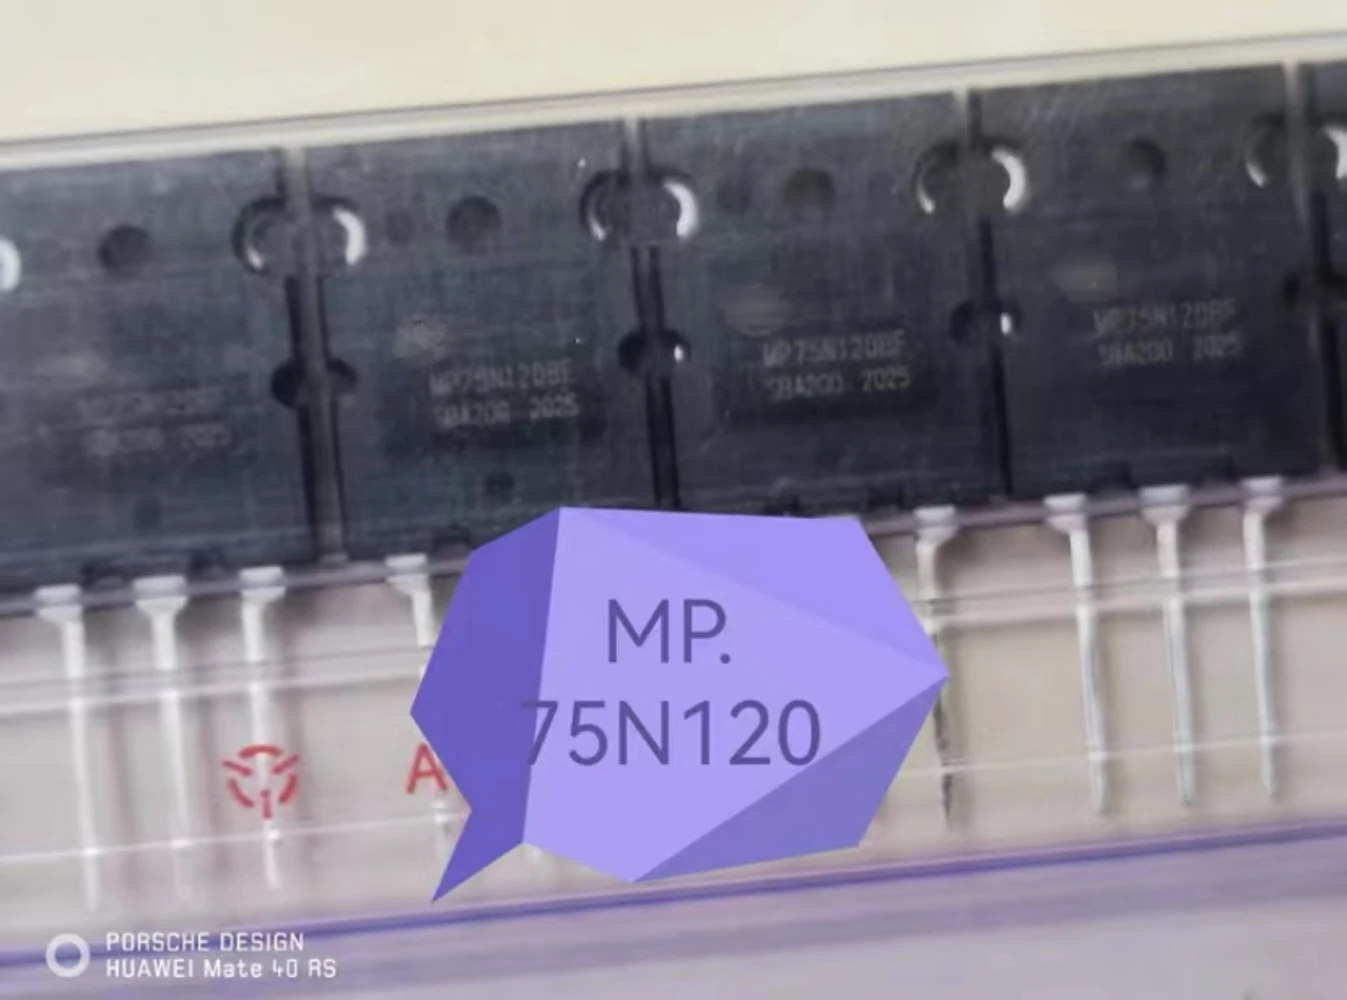 MP75N120BF
SBA200 2025
MP75N120BF
SBA200 2025
MP75N120BF
SBA200 2025
MP.
75N120
A
PORSCHE DESIGN
HUAWEI Mate 40 RS